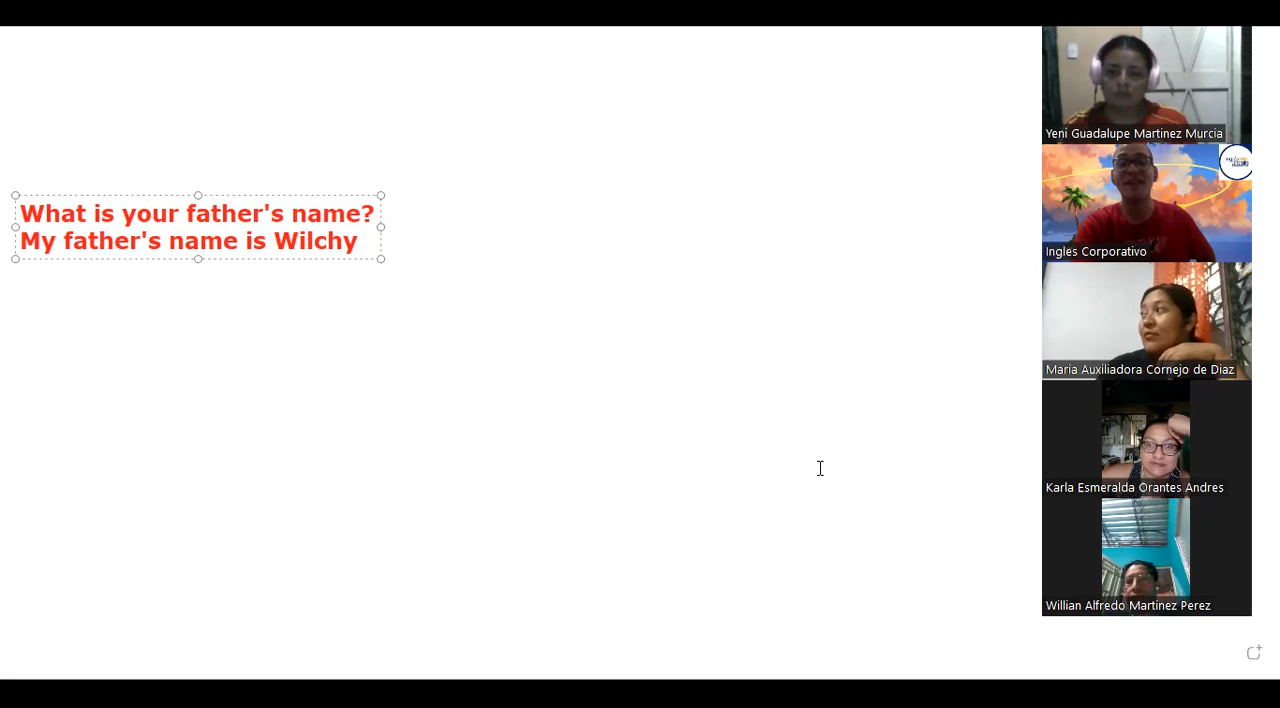 What is your father's name?
My father's name is Wilchy
Yeni Guadalupe Martinez Murcia
Ingles Corporativo
Maria Auxiliadora Cornejo de Diaz
Karla Esmeralda Orantes Andres
Willian Alfredo Martinez Perez